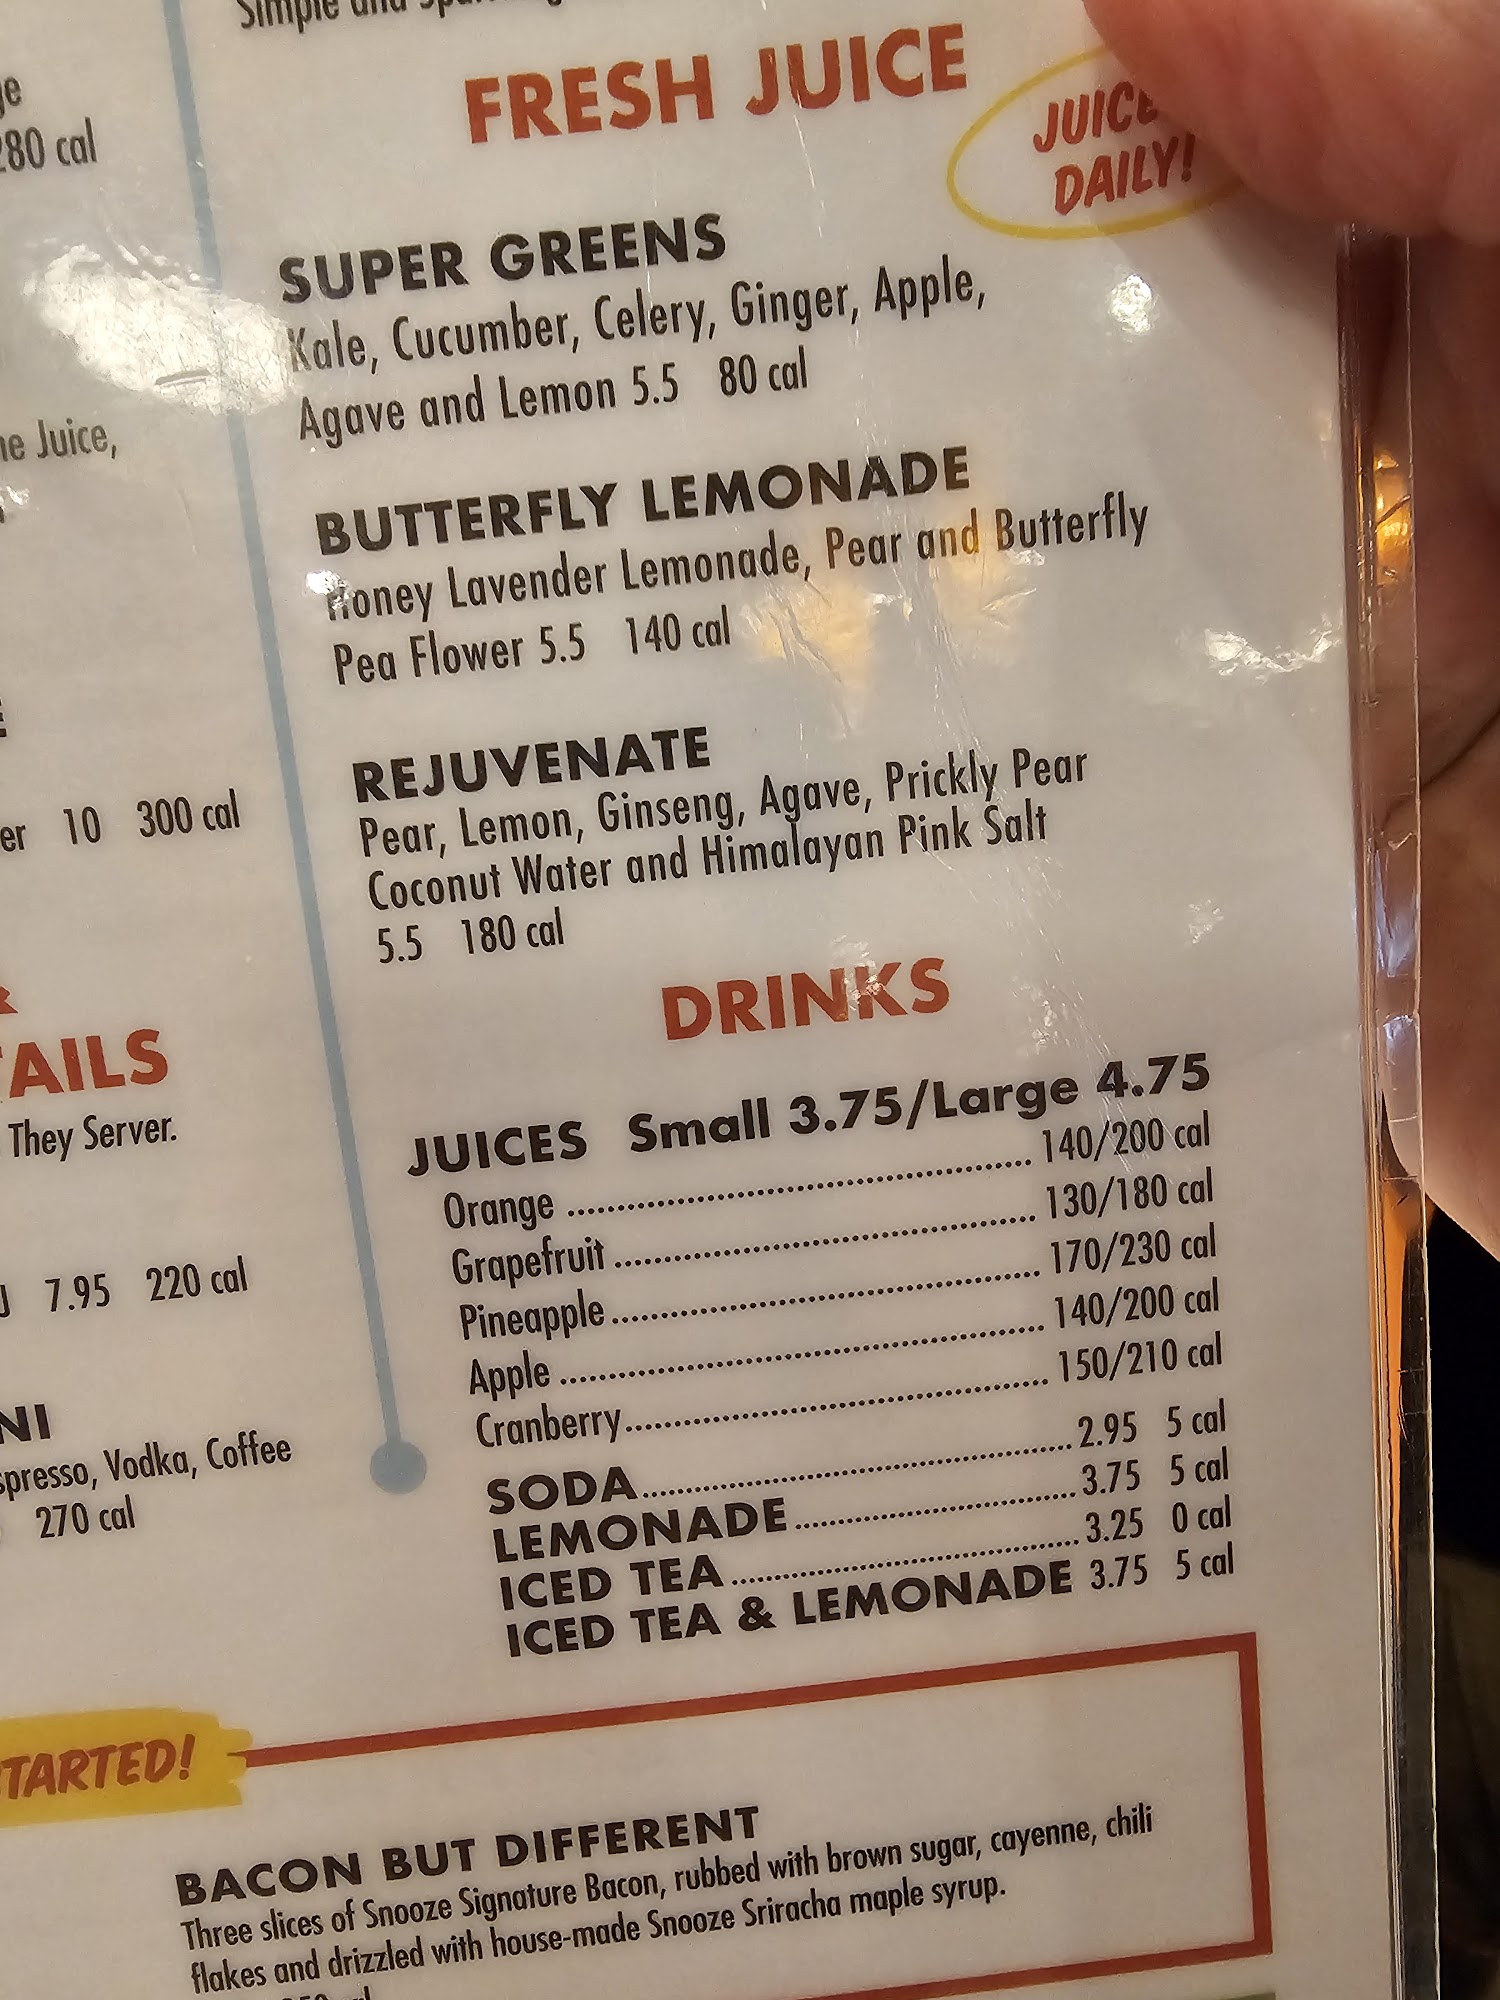 Simple and
FRESH JUICE
DAILY!
SUPER GREENS
Kale, Cucumber, Celery, Ginger, Apple,
Agave and Lemon 5.5 80 cal
BUTTERFLY LEMONADE
Honey Lavender Lemonade, Pear and Butterfly
Pea Flower 5.5 140 cal
REJUVENATE
Pear, Lemon, Ginseng, Agave, Prickly Pear
Coconut Water and Himalayan Pink Salt
5.5 180 cal
DRINKS
JUICES Small 3.75/Large 4.75
Orange ........ 140/200 cal
Grapefruit ........ 130/180 cal
Pineapple ........ 170/230 cal
Apple ........ 140/200 cal
Cranberry ........ 150/210 cal
SODA ........ 2.95 5 cal
LEMONADE ........ 3.75 5 cal
ICED TEA ........ 3.25 0 cal
ICED TEA & LEMONADE 3.75 5 cal
280 cal
Juice,
10 300 cal
TAILS
They Server.
7.95 220 cal
NI
spresso, Vodka, Coffee
270 cal
TARTED!
BACON BUT DIFFERENT
Three slices of Snooze Signature Bacon, rubbed with brown sugar, cayenne, chili
flakes and drizzled with house-made Snooze Sriracha maple syrup.